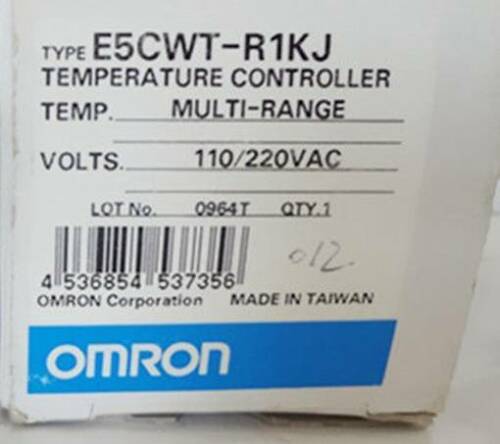 TYPE E5CWT-R1KJ
TEMPERATURE CONTROLLER
TEMP. MULTI-RANGE
VOLTS. 110/220VAC
LOT No. 0964T QTY.1
012.
4 536854 537356
OMRON Corporation MADE IN TAIWAN
OMRON